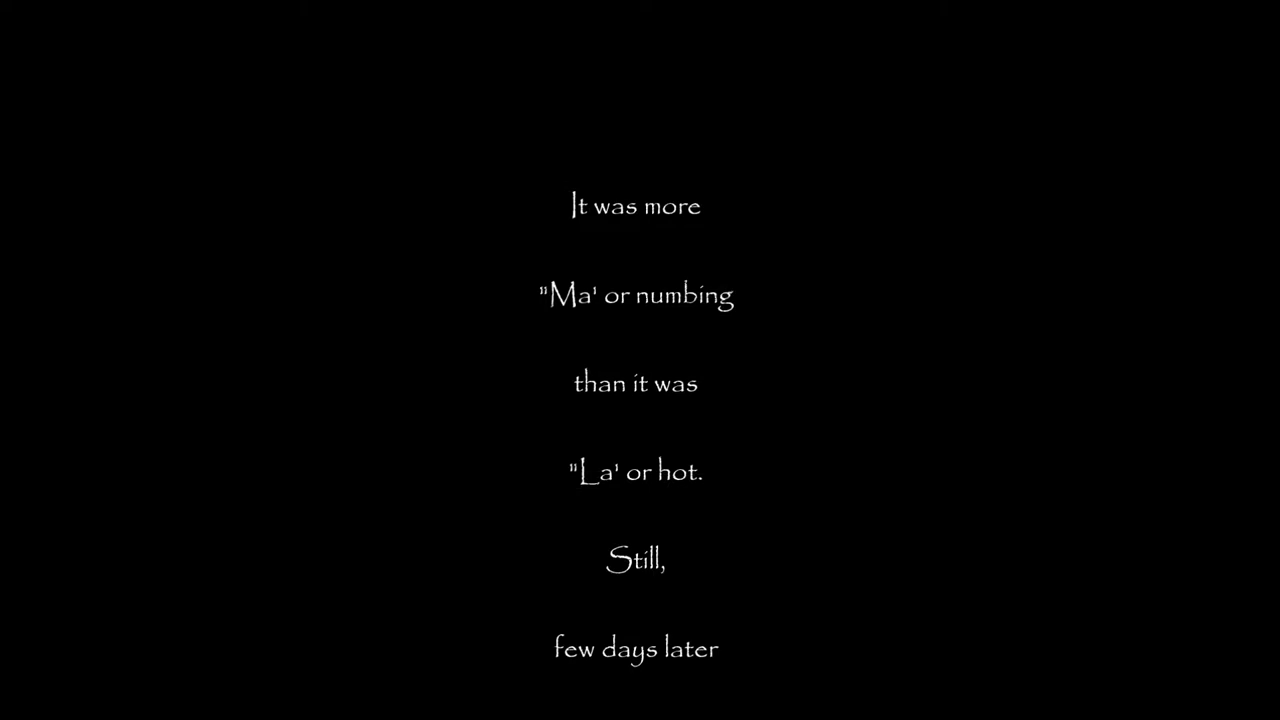 It was more
"Ma' or numbing
than it was
"La' or hot.
Still,
few days later